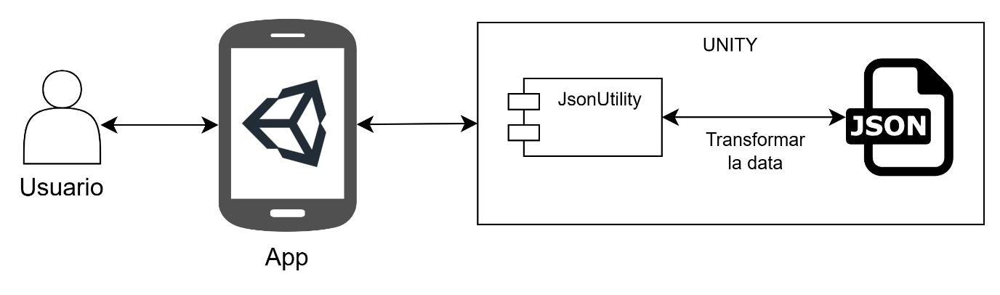 UNITY
JsonUtility
JSON
Transformar
la data
Usuario
App